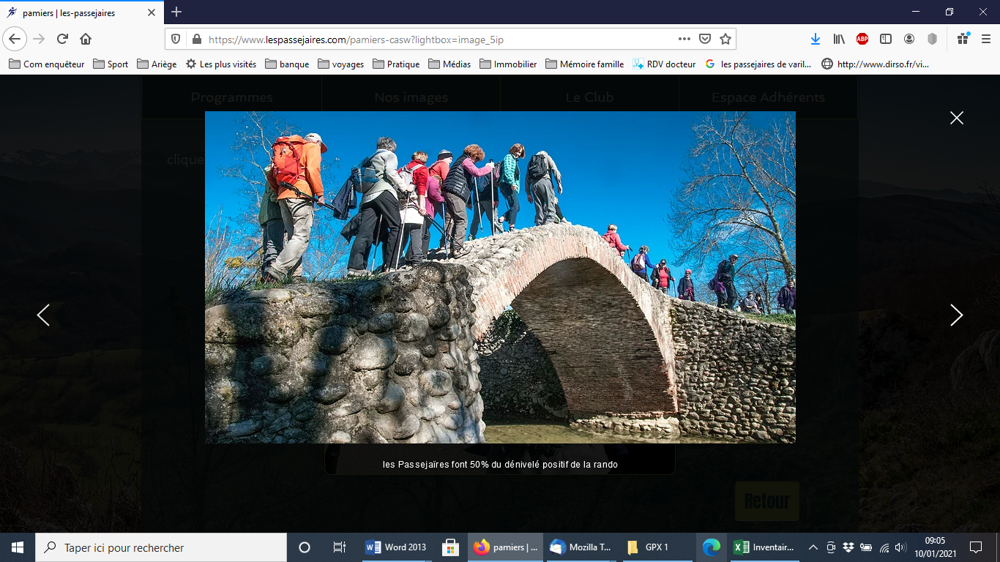 pamiers | les-passejaires
https://www.lespassejaires.com/pamiers-casw?lightbox=image_5ip
ABP
Com enquêteur
Sport
Ariège
Les plus visités
banque
voyages
Pratique
Médias
Immobilier
Mémoire famille
RDV docteur
les passejaires de varil...
http://www.dirso.fr/vi...
Programmes
Nos images
Le Club
Espace Adhérents
clique
les Passejaïres font 50% du dénivelé positif de la rando
Retour
Taper ici pour rechercher
Word 2013
pamiers | ...
Mozilla T...
GPX 1
Inventair...
09:05
10/01/2021